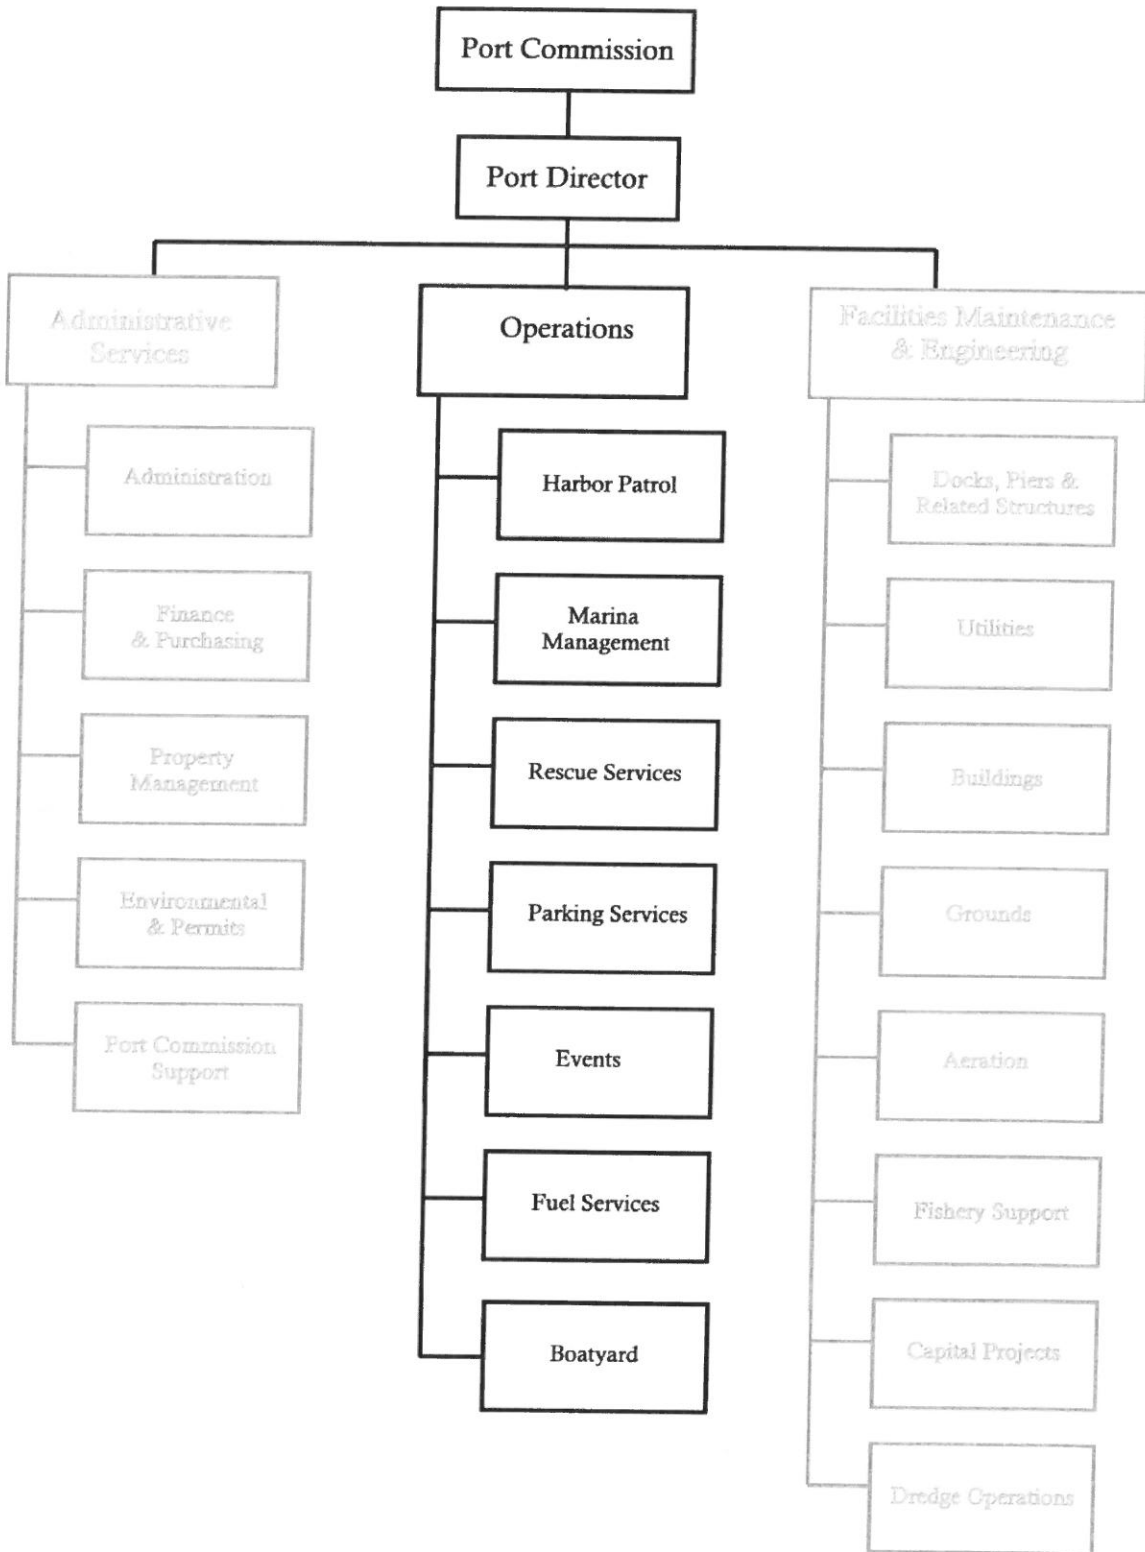 Port Commission
Port Director
Administrative
Services
Administration
Finance
& Purchasing
Property
Management
Environmental
& Permits
Port Commission
Support
Operations
Harbor Patrol
Marina
Management
Rescue Services
Parking Services
Events
Fuel Services
Boatyard
Facilities Maintenance
& Engineering
Docks, Piers &
Related Structures
Utilities
Buildings
Grounds
Aeration
Fishery Support
Capital Projects
Dredge Operations